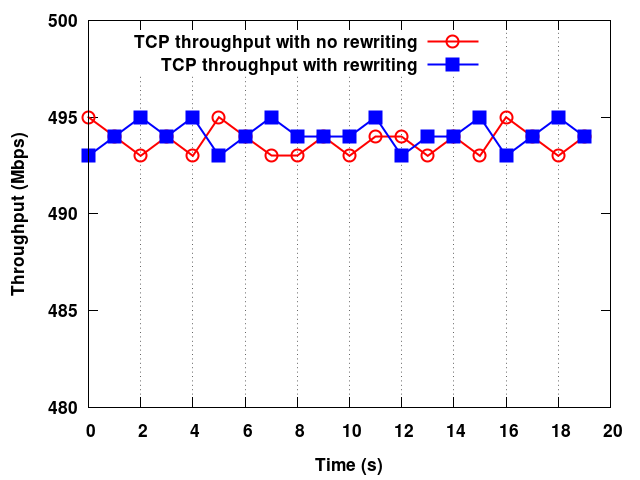 500
TCP throughput with no rewriting
TCP throughput with rewriting
495
490
485
480
Throughput (Mbps)
0 2 4 6 8 10 12 14 16 18 20
Time (s)